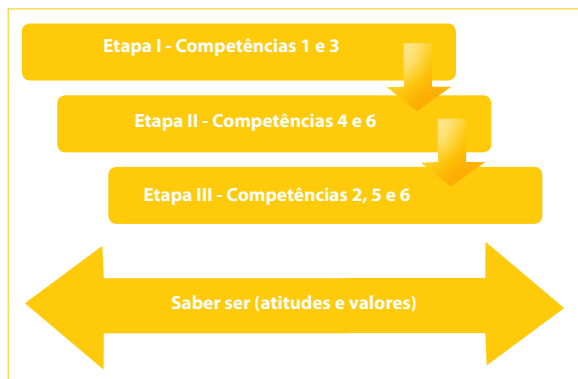 Etapa I - Competências 1 e 3
Etapa II - Competências 4 e 6
Etapa III - Competências 2, 5 e 6
Saber ser (atitudes e valores)